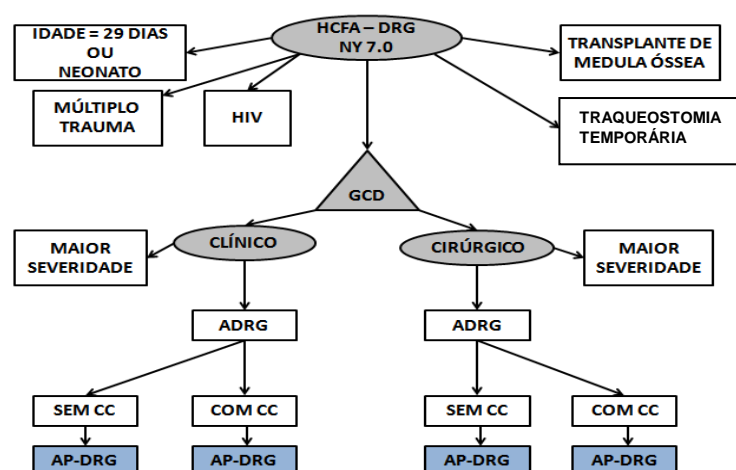 IDADE = 29 DIAS
OU
NEONATO
HCFA – DRG
NY 7.0
TRANSPLANTE DE
MEDULA ÓSSEA
MÚLTIPLO
TRAUMA
HIV
TRAQUEOSTOMIA
TEMPORÁRIA
GCD
MAIOR
SEVERIDADE
CLÍNICO
CIRÚRGICO
MAIOR
SEVERIDADE
ADRG
ADRG
SEM CC
COM CC
SEM CC
COM CC
AP-DRG
AP-DRG
AP-DRG
AP-DRG